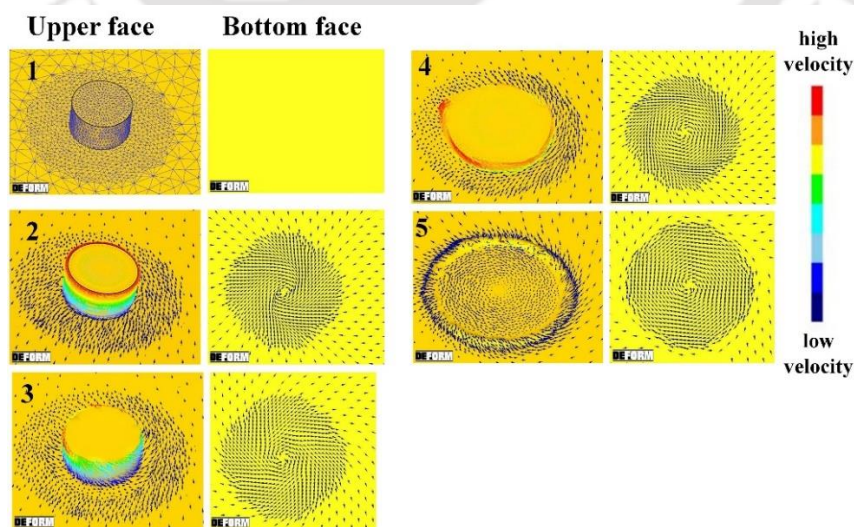 Upper face
Bottom face
1
DEFORM
DEFORM
2
DEFORM
DEFORM
3
DEFORM
DEFORM
4
DEFORM
DEFORM
5
DEFORM
DEFORM
high
velocity
low
velocity